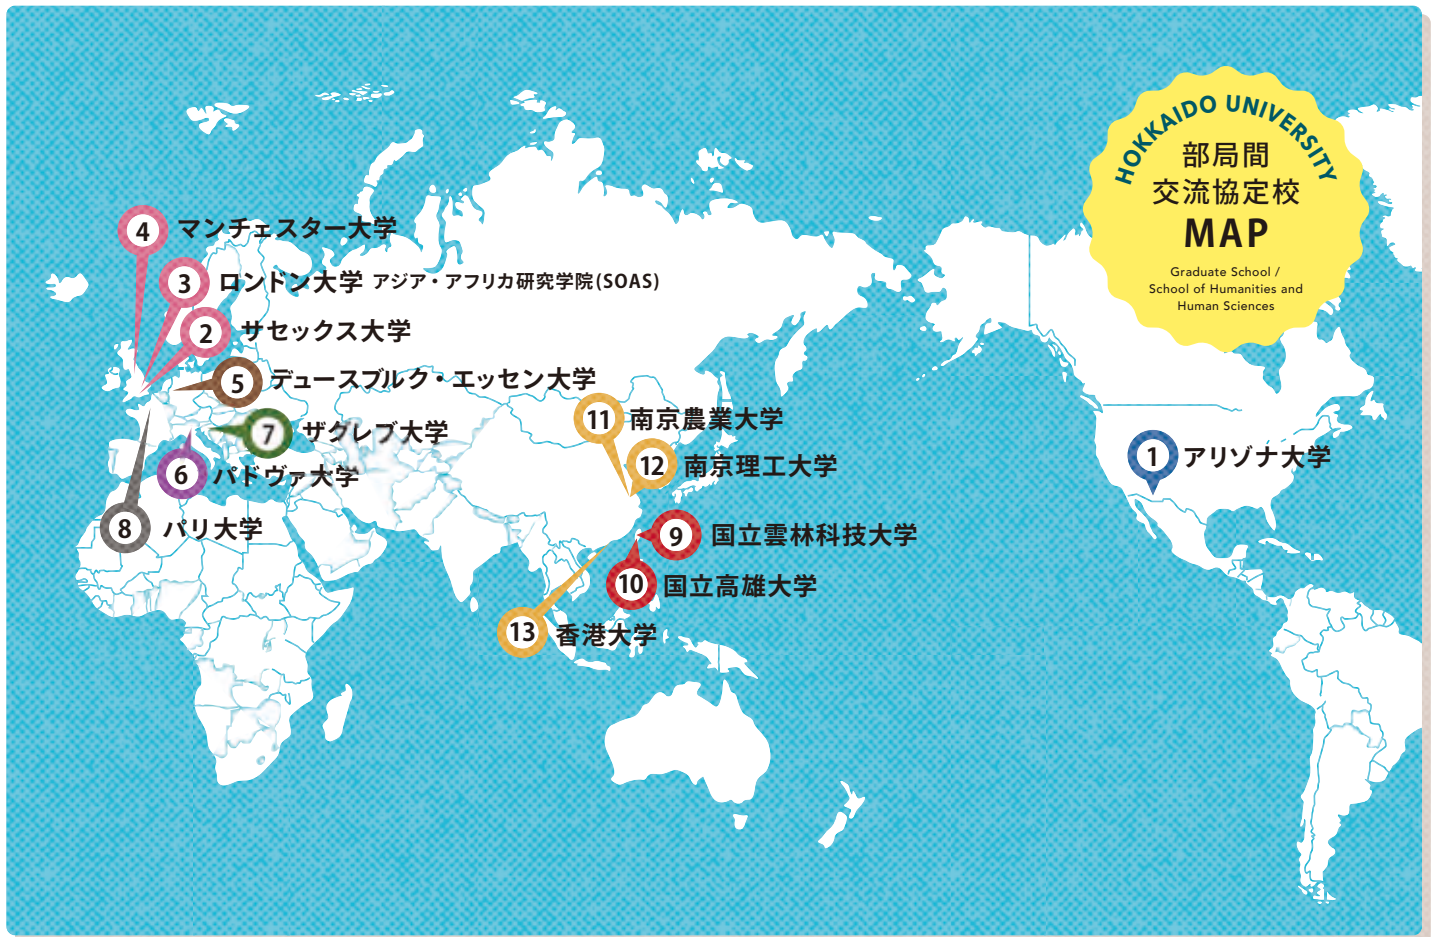 HOKKAIDO UNIVERSITY
部局間
交流協定校
MAP
Graduate School /
School of Humanities and
Human Sciences
4 マンチェスター大学
3 ロンドン大学 アジア・アフリカ研究学院(SOAS)
2 サセックス大学
5 デュースブルク・エッセン大学
7 ザグレブ大学
6 パドヴァ大学
8 パリ大学
11 南京農業大学
12 南京理工大学
9 国立雲林科技大学
10 国立高雄大学
13 香港大学
1 アリゾナ大学